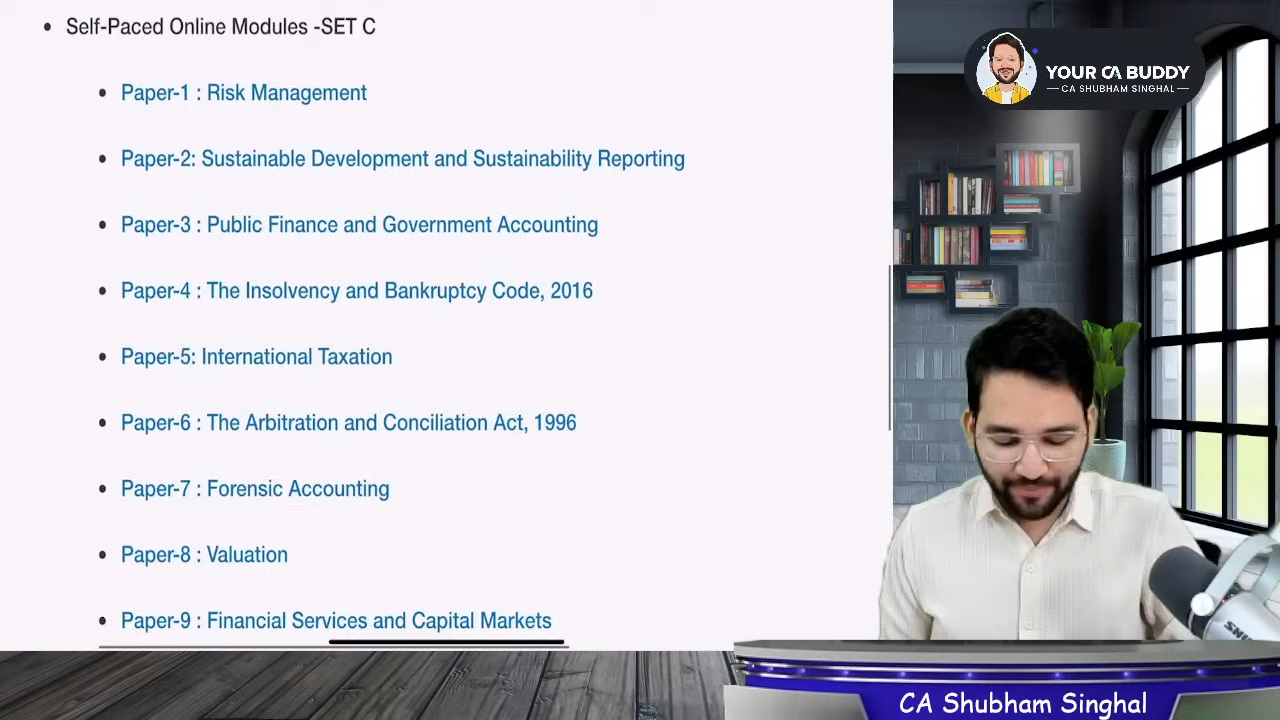 Self-Paced Online Modules -SET C
Paper-1 : Risk Management
Paper-2: Sustainable Development and Sustainability Reporting
Paper-3 : Public Finance and Government Accounting
Paper-4 : The Insolvency and Bankruptcy Code, 2016
Paper-5: International Taxation
Paper-6 : The Arbitration and Conciliation Act, 1996
Paper-7 : Forensic Accounting
Paper-8 : Valuation
Paper-9 : Financial Services and Capital Markets
YOUR CA BUDDY
CA SHUBHAM SINGHAL
CA Shubham Singhal